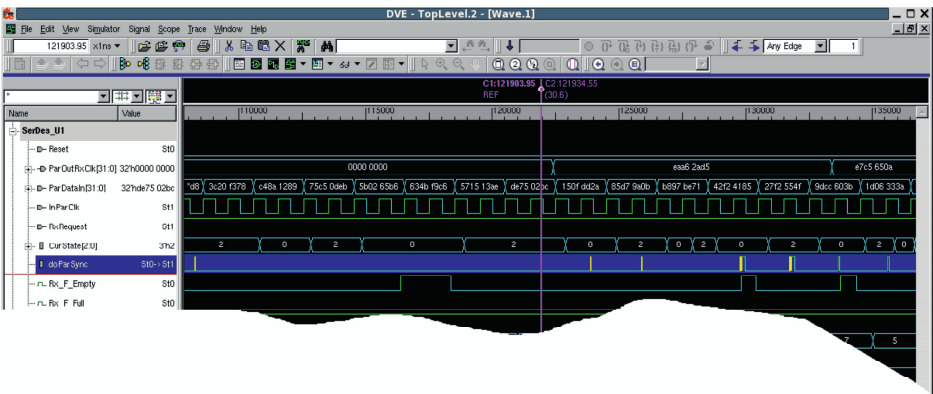 DVE - TopLevel.2 - [Wave.1]
File Edit View Simulator Signal Scope Trace Window Help
121903.95 x1ns Any Edge 1
C1:121903.95 C2:121934.55
REF (30.6)
*
Name Value 110000 115000 120000 125000 130000 135000
SerDes_U1
Reset St0
ParOutRxClk[31:0] 32'h0000 0000 0000 0000 eaa6 2ad5 e7c5 650a
ParDataIn[31:0] 32'hde75 02bc *d8 3c20 f378 c48a 1289 75c5 0deb 5b02 65b6 634b f9c6 5715 13ae de75 02bc 150f dd2a 85d7 9a0b b897 be71 42f2 4185 27f2 554f 9dcc 603b 1d06 333a
InParClk St1
RxRequest St1
CurState[2:0] 3'h2 2 0 2 0 2 0 2 0 2 0 2 0 2 0
doParSync St0->St1
Rx_F_Empty St0
Rx_F_Full St0
7 5